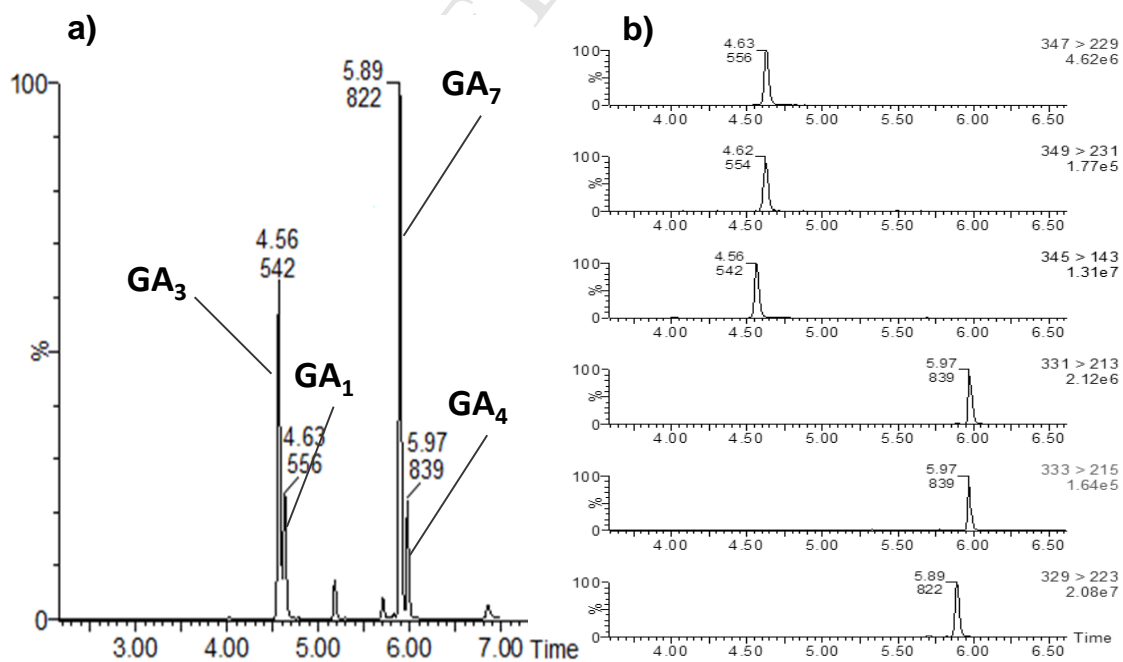 a)
100
%
0
3.00 4.00 5.00 6.00 7.00 Time
GA3
4.56
542
GA1
4.63
556
5.89
822
GA7
GA4
5.97
839
b)
4.63
556
347 > 229
4.62e6
100
%
0
4.00 4.50 5.00 5.50 6.00 6.50
4.62
554
349 > 231
1.77e5
100
%
0
4.00 4.50 5.00 5.50 6.00 6.50
4.56
542
345 > 143
1.31e7
100
%
0
4.00 4.50 5.00 5.50 6.00 6.50
5.97
839
331 > 213
2.12e6
100
%
0
4.00 4.50 5.00 5.50 6.00 6.50
5.97
839
333 > 215
1.64e5
100
%
0
4.00 4.50 5.00 5.50 6.00 6.50
5.89
822
329 > 223
2.08e7
100
%
0
Time
4.00 4.50 5.00 5.50 6.00 6.50